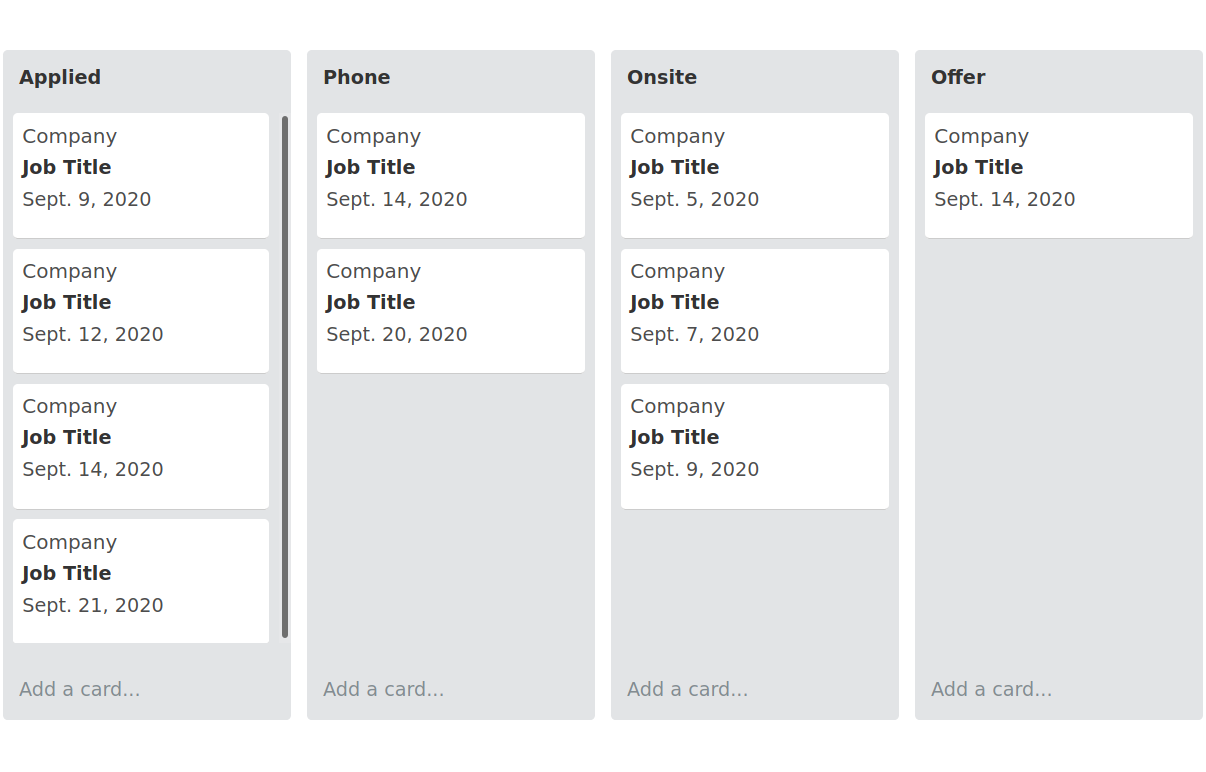 Applied
Company
Job Title
Sept. 9, 2020
Company
Job Title
Sept. 12, 2020
Company
Job Title
Sept. 14, 2020
Company
Job Title
Sept. 21, 2020
Add a card...
Phone
Company
Job Title
Sept. 14, 2020
Company
Job Title
Sept. 20, 2020
Add a card...
Onsite
Company
Job Title
Sept. 5, 2020
Company
Job Title
Sept. 7, 2020
Company
Job Title
Sept. 9, 2020
Add a card...
Offer
Company
Job Title
Sept. 14, 2020
Add a card...